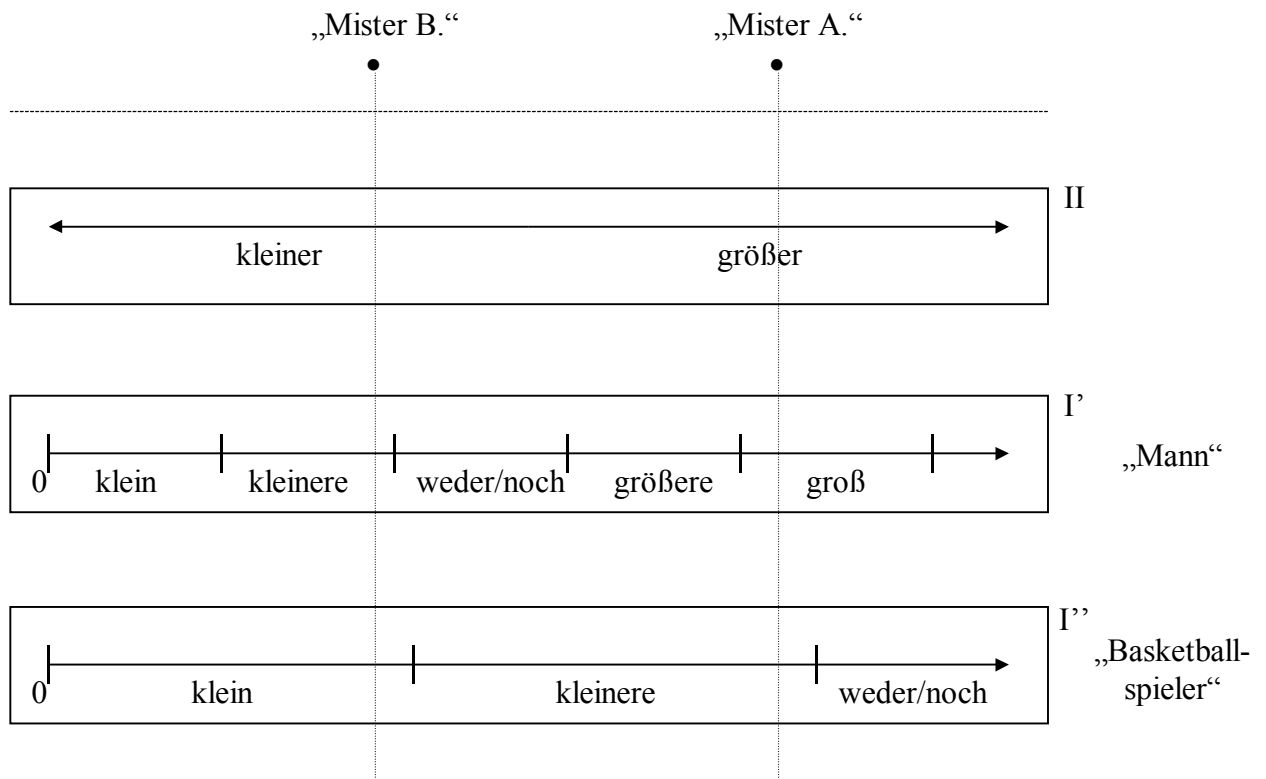 „Mister B.“ „Mister A.“
II
kleiner größer
I’
0 klein kleinere weder/noch größere groß
„Mann“
I’’
0 klein kleinere weder/noch
„Basketball-
spieler“